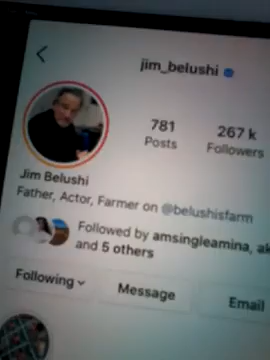 jim_belushi
781 267 k
Posts Followers
Jim Belushi
Father, Actor, Farmer on @belushisfarm
Followed by amsingleamina, ak
and 5 others
Following Message Email